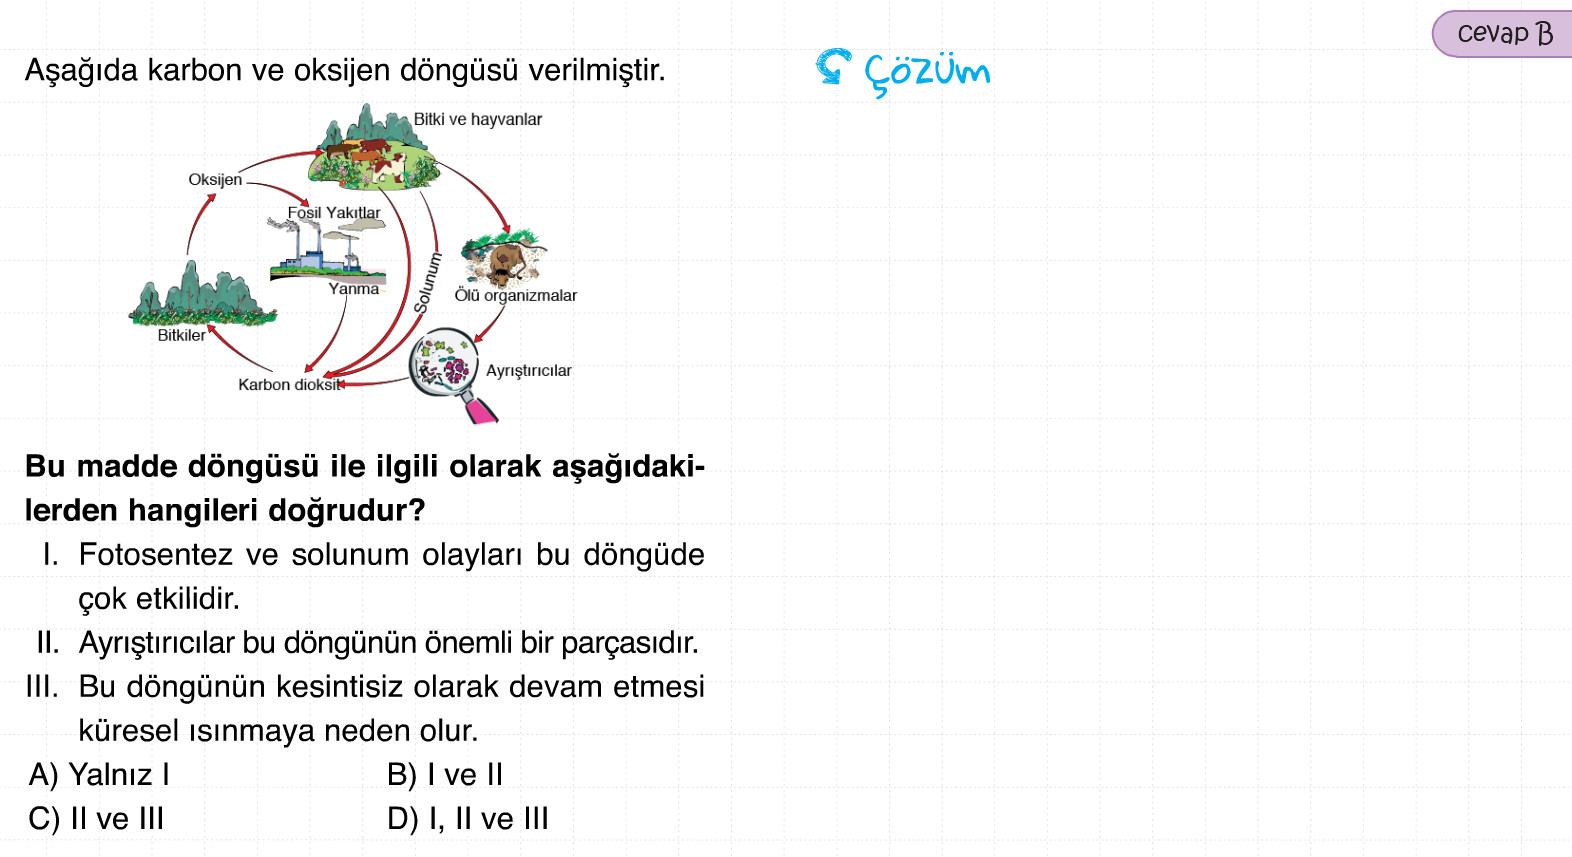 cevap B
Aşağıda karbon ve oksijen döngüsü verilmiştir.
Çözüm
Bitki ve hayvanlar
Oksijen
Fosil Yakıtlar
Solunum
Yanma
Ölü organizmalar
Bitkiler
Ayrıştırıcılar
Karbon dioksit
Bu madde döngüsü ile ilgili olarak aşağıdaki-
lerden hangileri doğrudur?
I. Fotosentez ve solunum olayları bu döngüde
çok etkilidir.
II. Ayrıştırıcılar bu döngünün önemli bir parçasıdır.
III. Bu döngünün kesintisiz olarak devam etmesi
küresel ısınmaya neden olur.
A) Yalnız I B) I ve II
C) II ve III D) I, II ve III